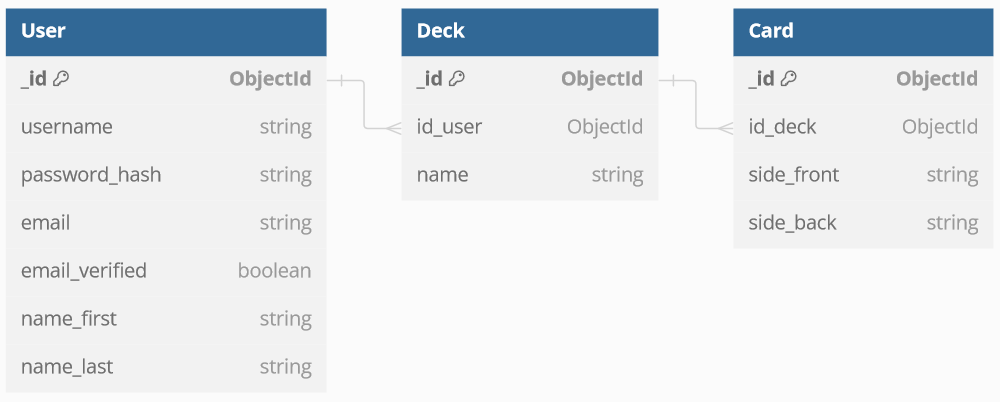 User
_id ObjectId
username string
password_hash string
email string
email_verified boolean
name_first string
name_last string
Deck
_id ObjectId
id_user ObjectId
name string
Card
_id ObjectId
id_deck ObjectId
side_front string
side_back string